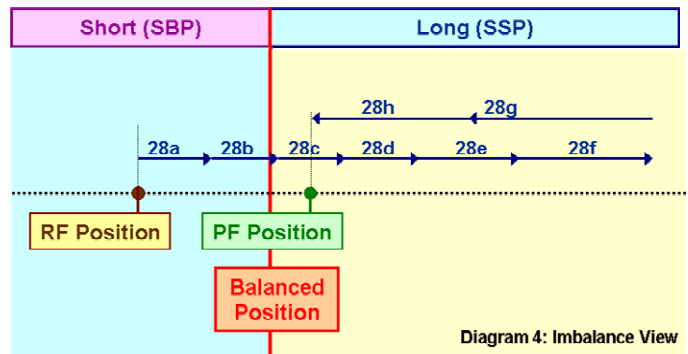 Short (SBP)
Long (SSP)
28h
28g
28a
28b
28c
28d
28e
28f
RF Position
PF Position
Balanced
Position
Diagram 4: Imbalance View